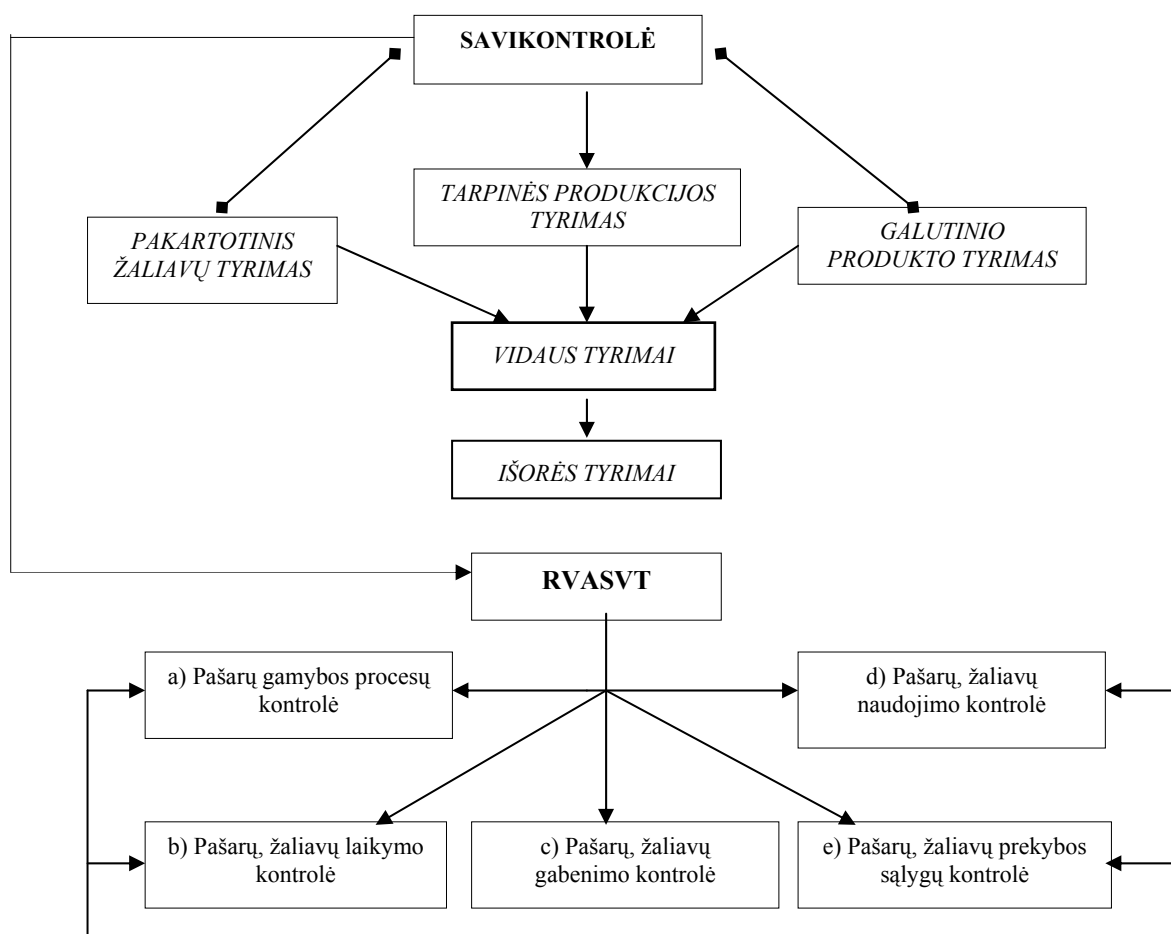 SAVIKONTROLĖ
TARPINĖS PRODUKCIJOS
TYRIMAS
PAKARTOTINIS
ŽALIAVŲ TYRIMAS
GALUTINIO
PRODUKTO TYRIMAS
VIDAUS TYRIMAI
IŠORĖS TYRIMAI
RVASVT
a) Pašarų gamybos procesų
kontrolė
d) Pašarų, žaliavų
naudojimo kontrolė
b) Pašarų, žaliavų laikymo
kontrolė
c) Pašarų, žaliavų
gabenimo kontrolė
e) Pašarų, žaliavų prekybos
sąlygų kontrolė